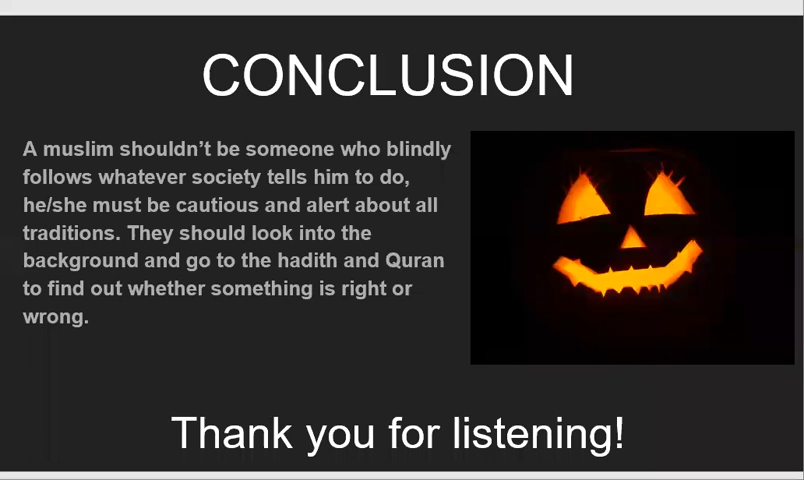 CONCLUSION
A muslim shouldn’t be someone who blindly
follows whatever society tells him to do,
he/she must be cautious and alert about all
traditions. They should look into the
background and go to the hadith and Quran
to find out whether something is right or
wrong.
Thank you for listening!